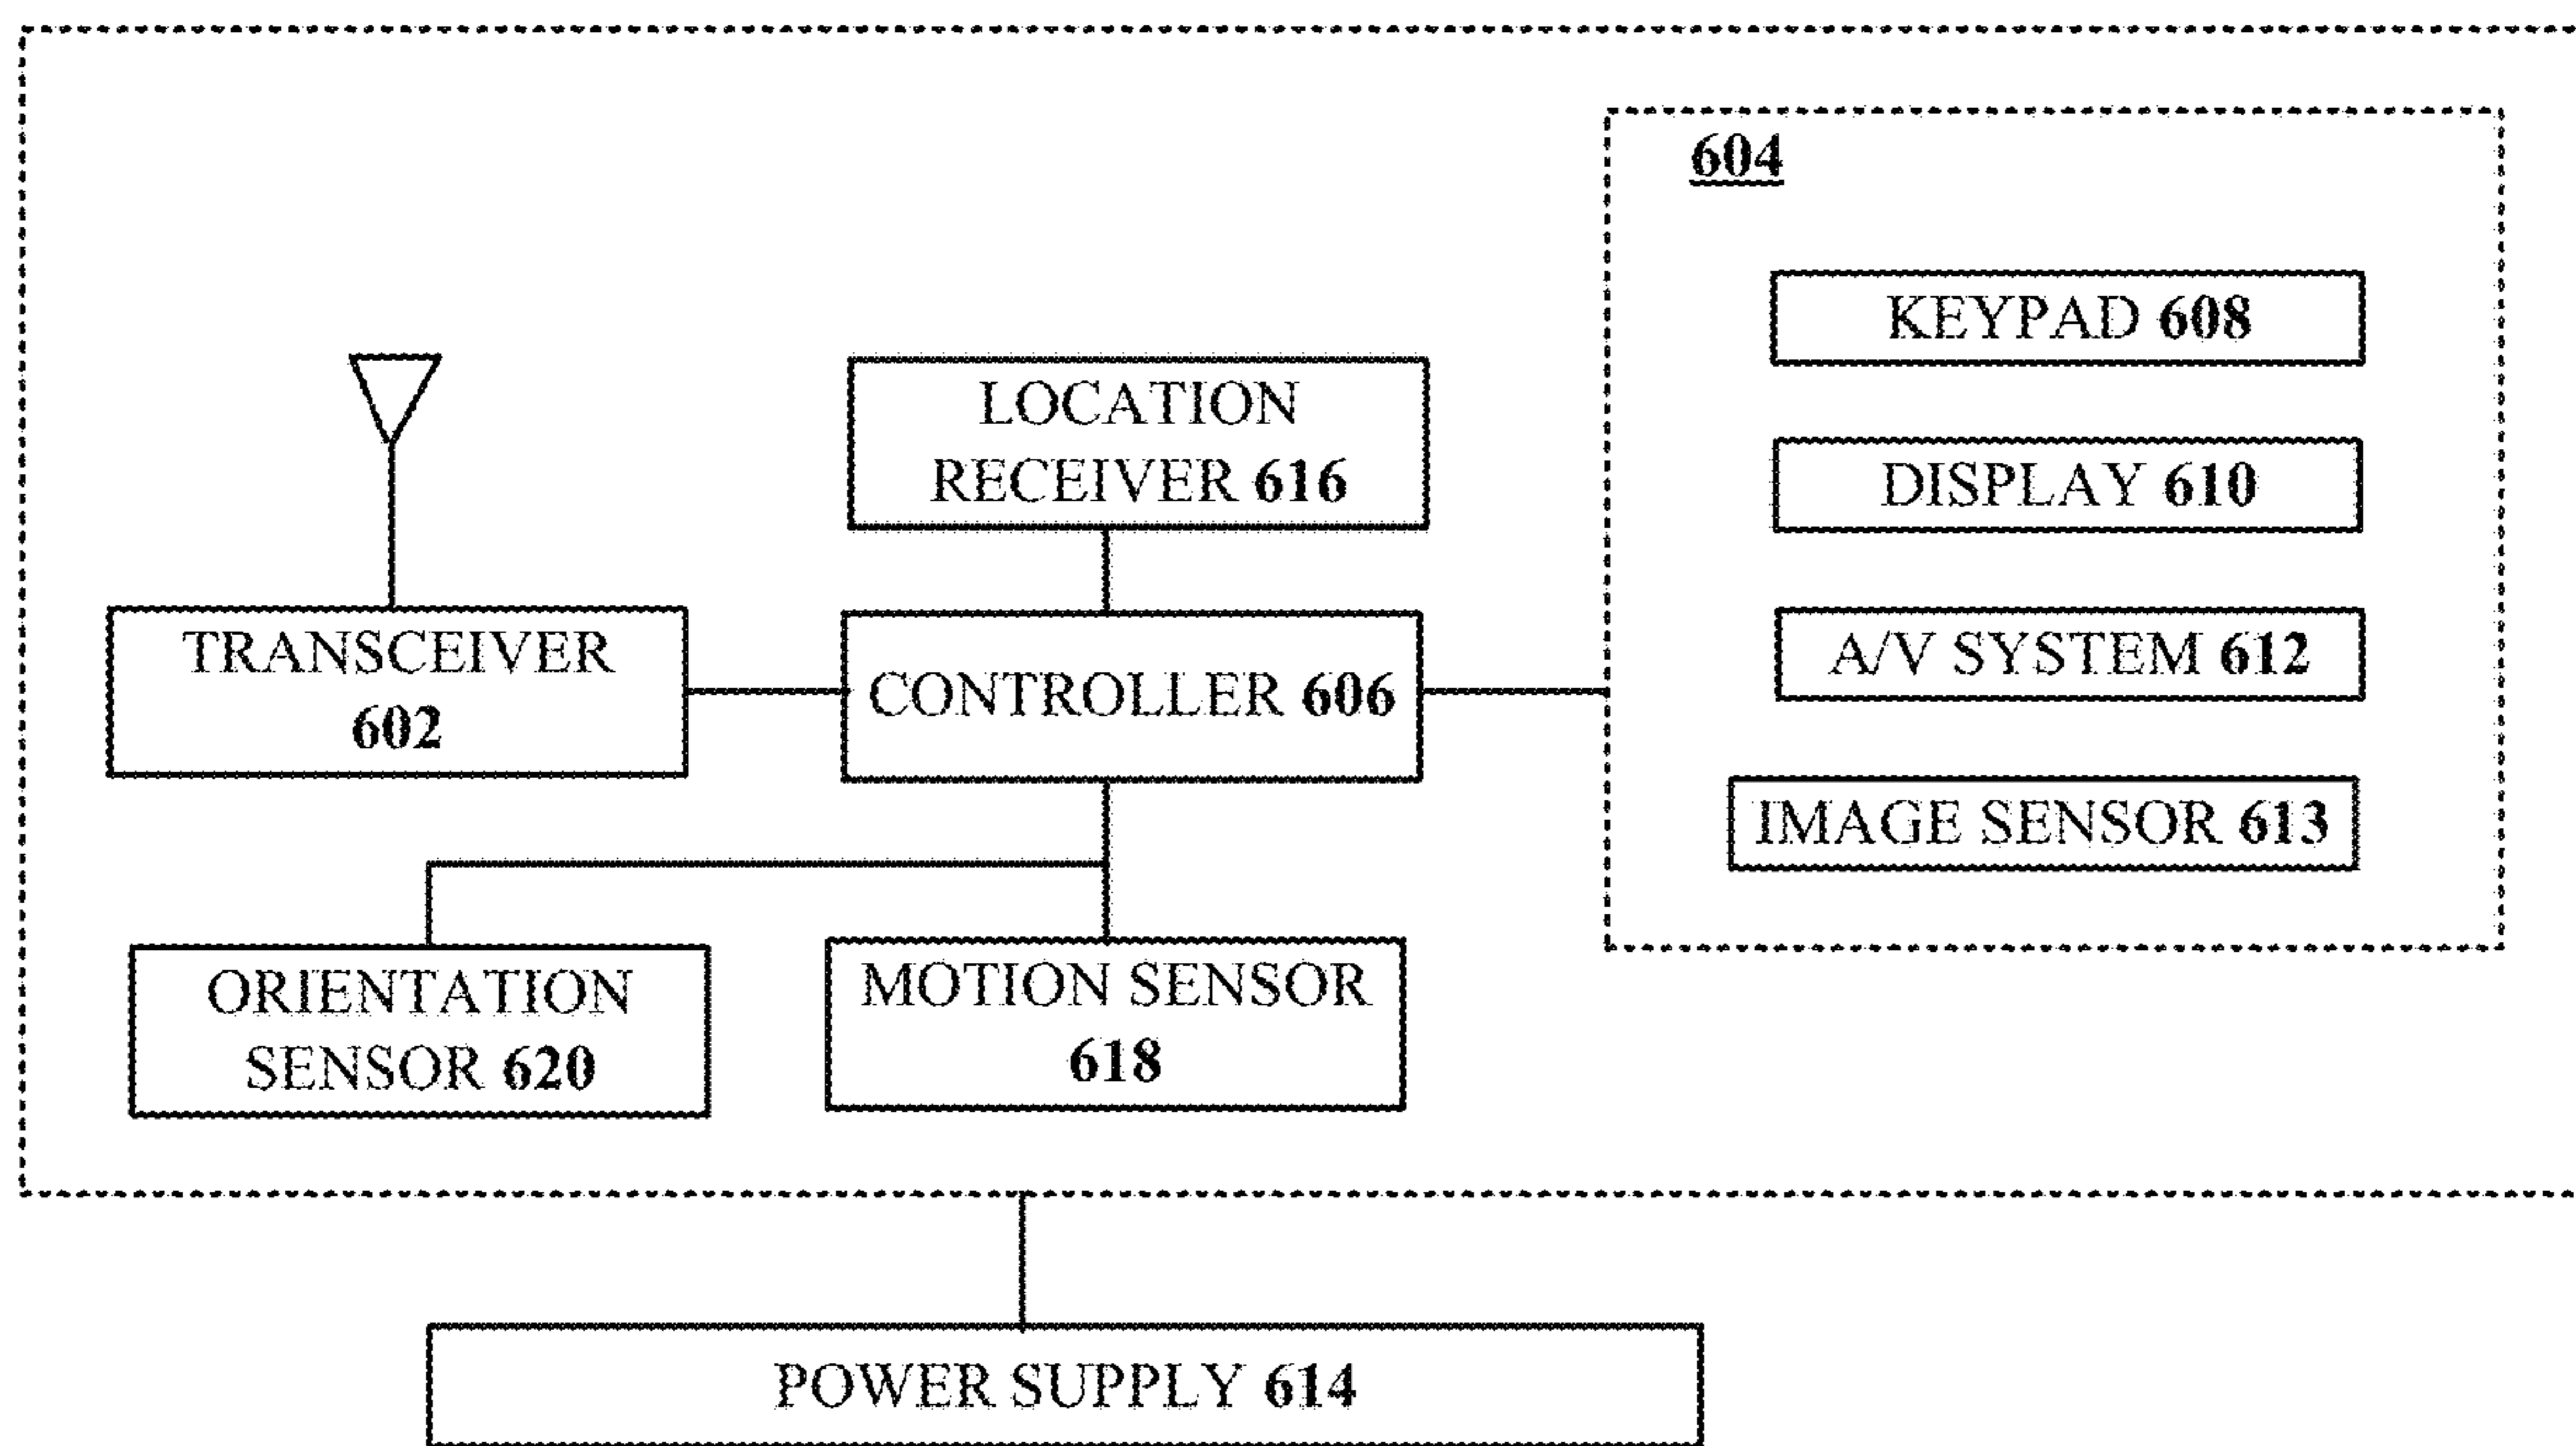 604
KEYPAD 608
DISPLAY 610
A/V SYSTEM 612
IMAGE SENSOR 613
LOCATION
RECEIVER 616
TRANSCEIVER
602
CONTROLLER 606
ORIENTATION
SENSOR 620
MOTION SENSOR
618
POWER SUPPLY 614